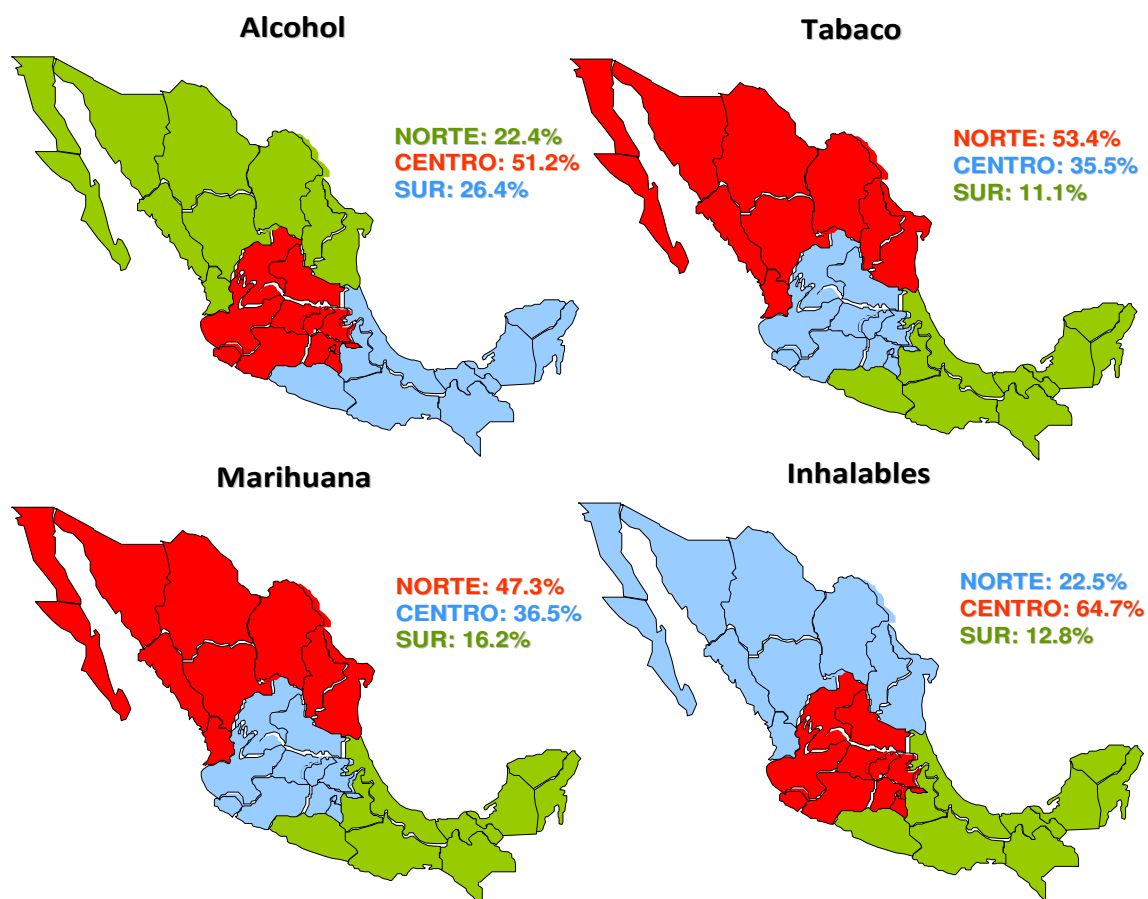 Alcohol
NORTE: 22.4%
CENTRO: 51.2%
SUR: 26.4%
Tabaco
NORTE: 53.4%
CENTRO: 35.5%
SUR: 11.1%
Marihuana
NORTE: 47.3%
CENTRO: 36.5%
SUR: 16.2%
Inhalables
NORTE: 22.5%
CENTRO: 64.7%
SUR: 12.8%